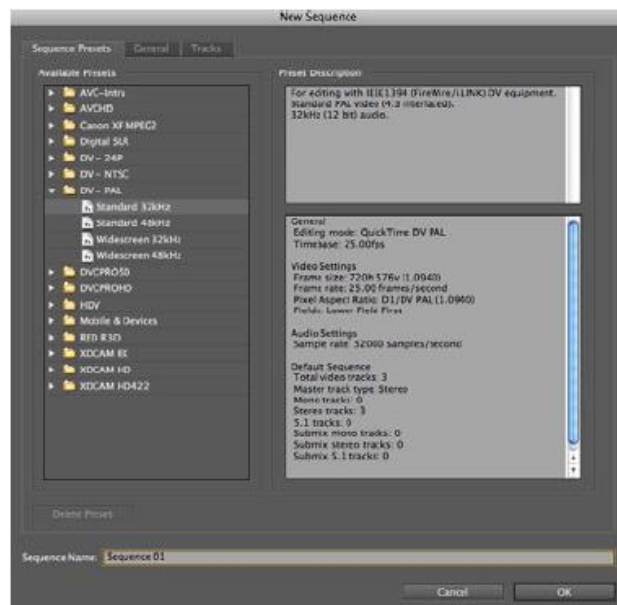 New Sequence
Sequence Presets General Tracks
Available Presets
AVC-Intra
AVCHD
Canon XF MPEG2
Digital SLR
DV - 24P
DV - NTSC
DV - PAL
Standard 32kHz
Standard 48kHz
Widescreen 32kHz
Widescreen 48kHz
DVCPRO50
DVCPROHD
HDV
Mobile & Devices
RED R3D
XDCAM EX
XDCAM HD
XDCAM HD422
Delete Preset
Preset Description
For editing with IEEE1394 (FireWire/i.LINK) DV equipment.
Standard PAL video (4:3 interlaced).
32kHz (12 bit) audio.
General
Editing mode: QuickTime DV PAL
Timebase: 25.00fps
Video Settings
Frame size: 720h 576v (1.0940)
Frame rate: 25.00 frames/second
Pixel Aspect Ratio: D1/DV PAL (1.0940)
Fields: Lower Field First
Audio Settings
Sample rate: 32000 samples/second
Default Sequence
Total video tracks: 3
Master track type: Stereo
Mono tracks: 0
Stereo tracks: 3
5.1 tracks: 0
Submix mono tracks: 0
Submix stereo tracks: 0
Submix 5.1 tracks: 0
Sequence Name: Sequence 01
Cancel OK